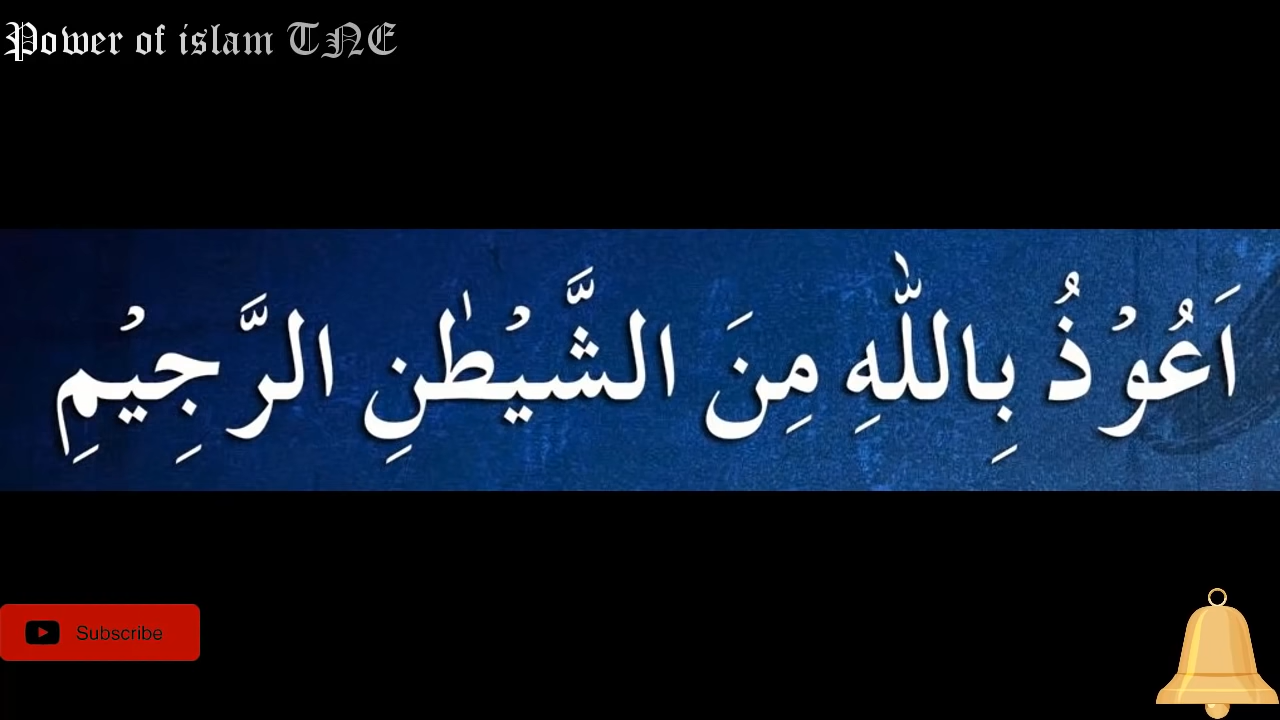 Power of islam TNE
اَعُوْذُ بِاللّٰهِ مِنَ الشَّيْطٰنِ الرَّجِيْمِ
Subscribe